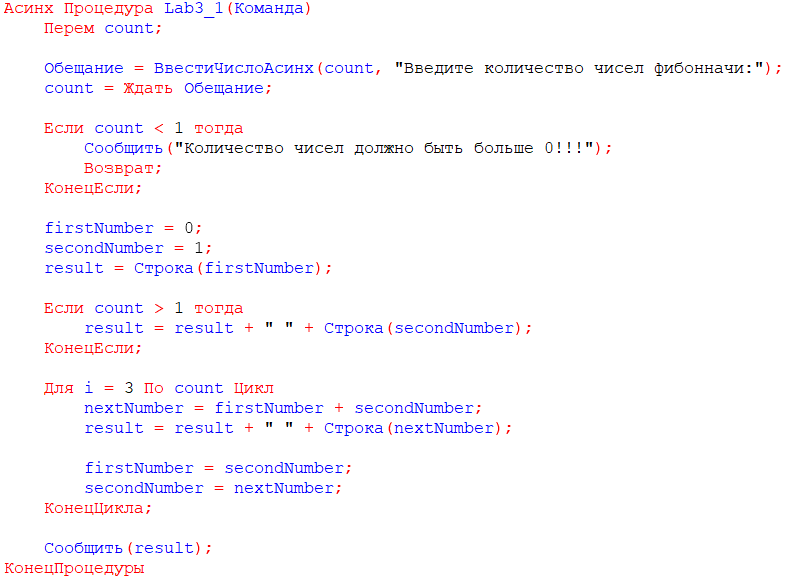 Асинх Процедура Lab3_1(Команда)
    Перем count;

    Обещание = ВвестиЧислоАсинх(count, "Введите количество чисел фибонначи:");
    count = Ждать Обещание;

    Если count < 1 тогда
        Сообщить("Количество чисел должно быть больше 0!!!");
        Возврат;
    КонецЕсли;

    firstNumber = 0;
    secondNumber = 1;
    result = Строка(firstNumber);

    Если count > 1 тогда
        result = result + " " + Строка(secondNumber);
    КонецЕсли;

    Для i = 3 По count Цикл
        nextNumber = firstNumber + secondNumber;
        result = result + " " + Строка(nextNumber);

        firstNumber = secondNumber;
        secondNumber = nextNumber;
    КонецЦикла;

    Сообщить(result);
КонецПроцедуры